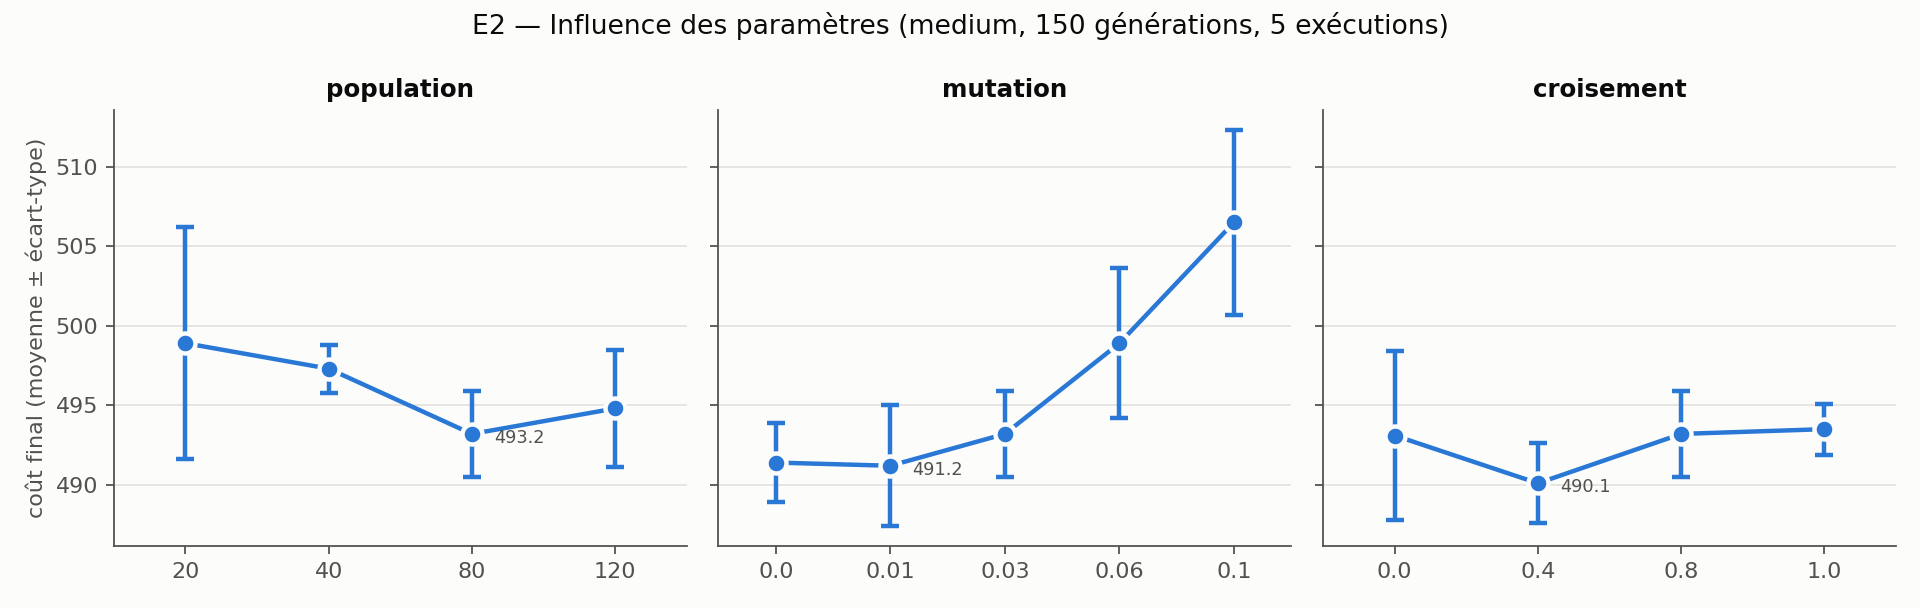 E2 — Influence des paramètres (medium, 150 générations, 5 exécutions)
population
mutation
croisement
coût final (moyenne ± écart-type)
510
505
500
495
490
493.2
491.2
490.1
20 40 80 120
0.0 0.01 0.03 0.06 0.1
0.0 0.4 0.8 1.0